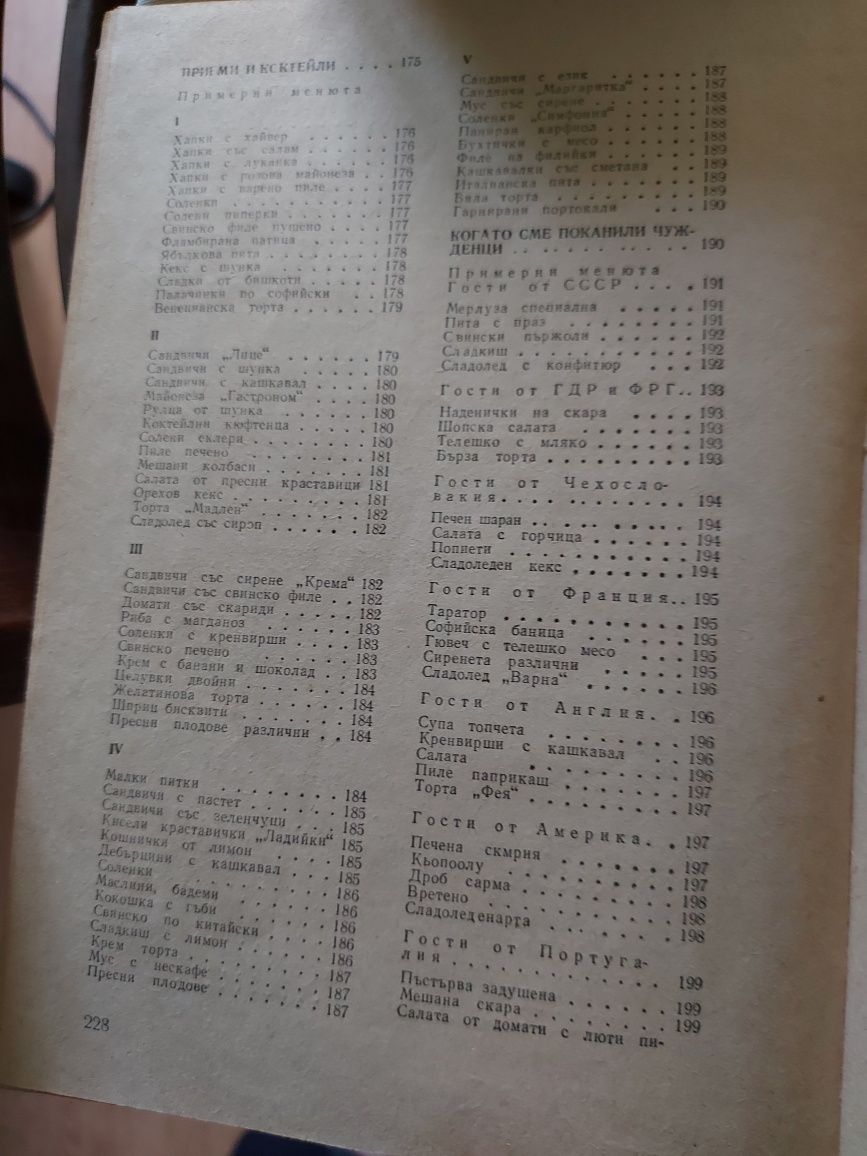 ПРИЕМИ И КОКТЕЙЛИ . . . . 175
Примерни менюта
I
Хапки с хайвер . . . . . . 176
Хапки със салам . . . . . . 176
Хапки с луканка . . . . . . 176
Хапки с розова майонеза . . 176
Хапки с варено пиле . . . . 177
Соленки . . . . . . . . . . 177
Солени пиперки . . . . . . 177
Свинско филе пушено . . . . 177
Фламбирана патица . . . . . 177
Ябълкова пита . . . . . . . 178
Кекс с шунка . . . . . . . 178
Сладки от бишкоти . . . . . 178
Палачинки по софийски . . 178
Венецианска торта . . . . . . 179
II
Сандвичи „Лице“ . . . . . . 179
Сандвичи с шунка . . . . . 180
Сандвичи с кашкавал . . . . 180
Майонеза „Гастроном“ . . . . 180
Рулца от шунка . . . . . . 180
Коктейлни кюфтенца . . . . . 180
Солени еклери . . . . . . . 180
Пиле печено . . . . . . . . 181
Мешани колбаси . . . . . . 181
Салата от пресни краставици 181
Орехов кекс . . . . . . . . 181
Торта „Мадлен“ . . . . . . . 182
Сладолед със сироп . . . . . 182
III
Сандвичи със сирене „Крема“ 182
Сандвичи със свинско филе . . 182
Домати със скариди . . . . . 182
Риба с магданоз . . . . . . 183
Соленки с кренвирши . . . . 183
Свинско печено . . . . . . . 183
Крем с банани и шоколад . . 183
Целувки двойни . . . . . . . 184
Желатинова торта . . . . . . 184
Шприц бисквити . . . . . . . 184
Пресни плодове различни . . 184
IV
Малки питки . . . . . . . . 184
Сандвичи с пастет . . . . . . 185
Сандвичи със зеленчуци . . . 185
Кисели краставички „Ладийки“ 185
Кошнички от лимон . . . . . 185
Дебърцини с кашкавал . . . . 185
Соленки . . . . . . . . . . 186
Маслини, бадеми . . . . . . 186
Кокошка с гъби . . . . . . . 186
Свинско по китайски . . . . 186
Сладкиш с лимон . . . . . . 186
Крем торта . . . . . . . . . 187
Мус с нескафе . . . . . . . 187
Пресни плодове . . . . . . . 187
228
V
Сандвичи с език . . . . . . 187
Сандвичи „Маргаритка“ . . . 187
Мус със сирене . . . . . . . 188
Соленки „Симфония“ . . . . . 188
Паниран карфиол . . . . . . 188
Бухтички с месо . . . . . . 188
Филе на филийки . . . . . . 189
Кашкавалки със сметана . . . 189
Италианска пита . . . . . . 189
Бяла торта . . . . . . . . . 189
Гарнирани портокали . . . 190
КОГАТО СМЕ ПОКАНИЛИ ЧУЖ-
ДЕНЦИ . . . . . . . . . . 190
Примерни менюта
Гости от СССР . . . . 191
Мерлуза специална . . . . . 191
Пита с праз . . . . . . . . 191
Свински пържоли . . . . . . 192
Сладкиш . . . . . . . . . . 192
Сладолед с конфитюр . . . 192
Гости от ГДР и ФРГ . . 193
Наденички на скара . . . . 193
Шопска салата . . . . . . . 193
Телешко с мляко . . . . . . 193
Бърза торта . . . . . . . . 193
Гости от Чехосло-
вакия . . . . . . . . . . 194
Печен шаран . . . . . . . . 194
Салата с горчица . . . . . . 194
Попиети . . . . . . . . . . 194
Сладоледен кекс . . . . . . . 194
Гости от Франция . . 195
Таратор . . . . . . . . . . 195
Софийска баница . . . . . . 195
Гювеч с телешко месо . . . . 195
Сиренета различни . . . . . 195
Сладолед „Варна“ . . . . . . 196
Гости от Англия . . 196
Супа топчета . . . . . . . . 196
Кренвирши с кашкавал . . . 196
Салата . . . . . . . . . . 196
Пиле паприкаш . . . . . . . 197
Торта „Фея“ . . . . . . . . 197
Гости от Америка . . 197
Печена скмрия . . . . . . . 197
Кьопоолу . . . . . . . . . 197
Дроб сарма . . . . . . . . . 198
Вретено . . . . . . . . . . 198
Сладоледенарта . . . . . . . 198
Гости от Португа-
лия . . . . . . . . . . . 199
Пъстърва задушена . . . . . 199
Мешана скара . . . . . . . . 199
Салата от домати с люти пи-